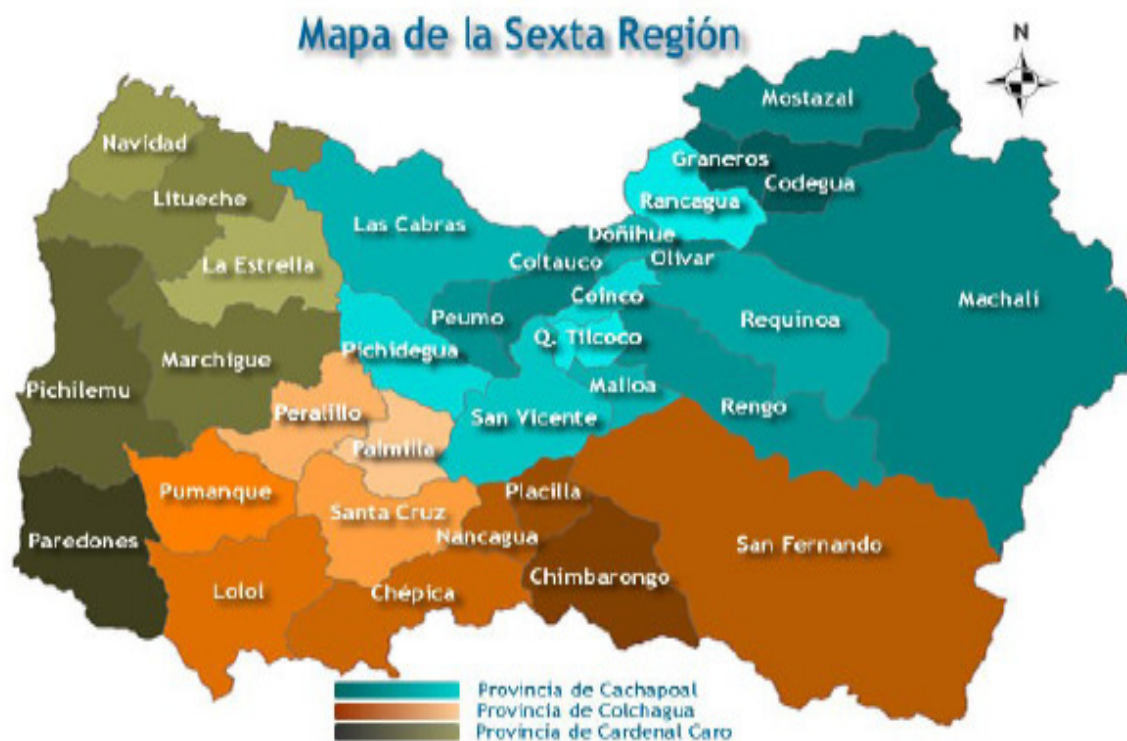 Mapa de la Sexta Región
N
Mostazal
Navidad
Graneros
Codegua
Litueche
Rancagua
Las Cabras
Doñihue
Olivar
La Estrella
Coltauco
Coinco
Machalí
Peumo
Requinoa
Q. Tilcoco
Pichidegua
Marchigue
Malloa
Pichilemu
Rengo
Peralillo
San Vicente
Palmilla
Pumanque
Placilla
Santa Cruz
Paredones
Nancagua
San Fernando
Chimbarongo
Lolol
Chépica
Provincia de Cachapoal
Provincia de Colchagua
Provincia de Cardenal Caro